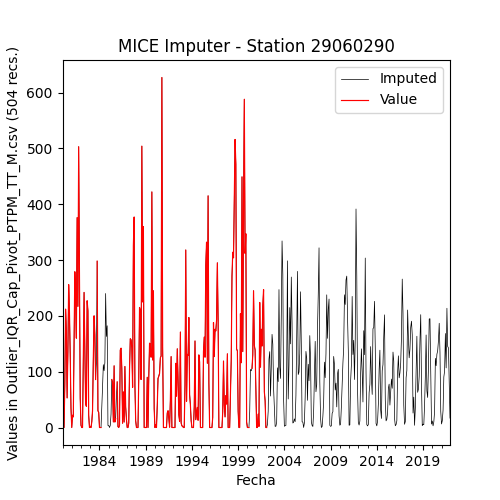 MICE Imputer - Station 29060290
Imputed
Value
Values in Outlier_IQR_Cap_Pivot_PTPM_TT_M.csv (504 recs.)
600
500
400
300
200
100
0
1984 1989 1994 1999 2004 2009 2014 2019
Fecha